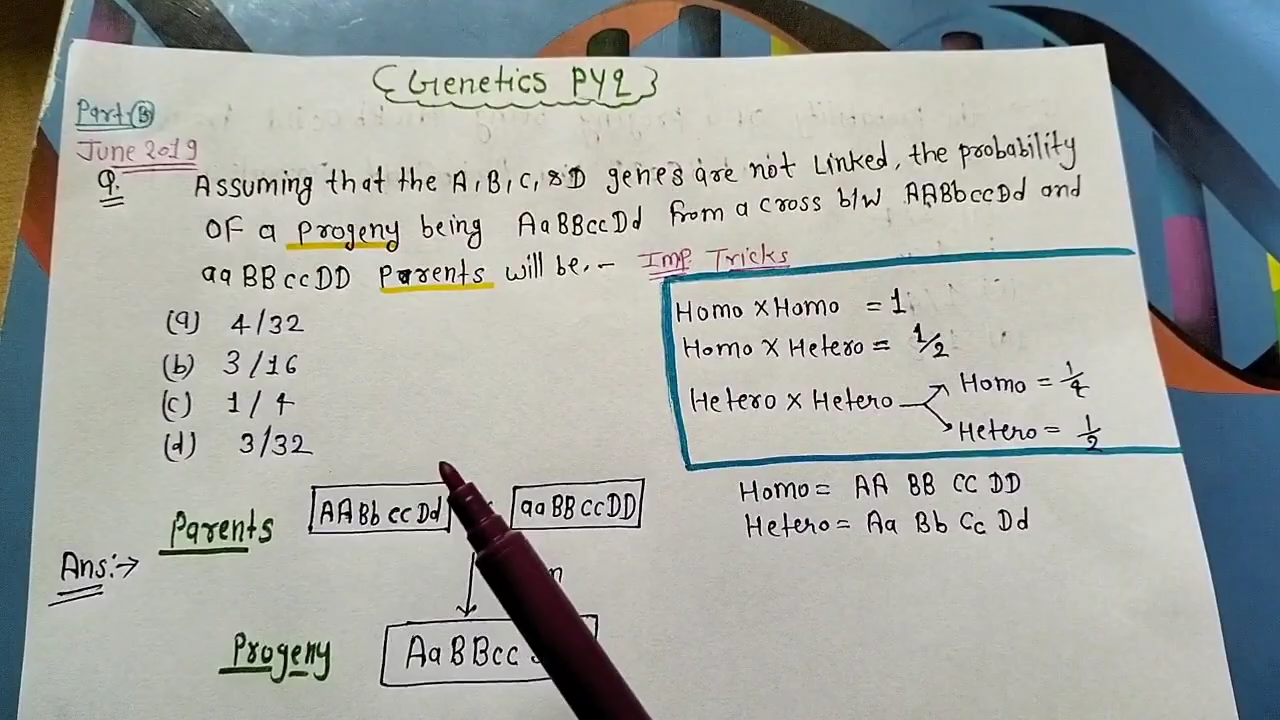 {Genetics PYQ}
Part-B
June 2019
Q. Assuming that the A, B, C, & D genes are not Linked, the probability
OF a progeny being AaBBccDd from a cross b/w AABbccDd and
aaBBccDD Parents will be.-
Imp Tricks
(a) 4/32
(b) 3/16
(c) 1/4
(d) 3/32
Homo x Homo = 1
Homo x Hetero = 1/2
Hetero x Hetero
Homo = 1/4
Hetero = 1/2
Homo = AA BB CC DD
Hetero = Aa Bb Cc Dd
Parents AABbccDd aaBBccDD
Ans:→
Progeny AaBBcc